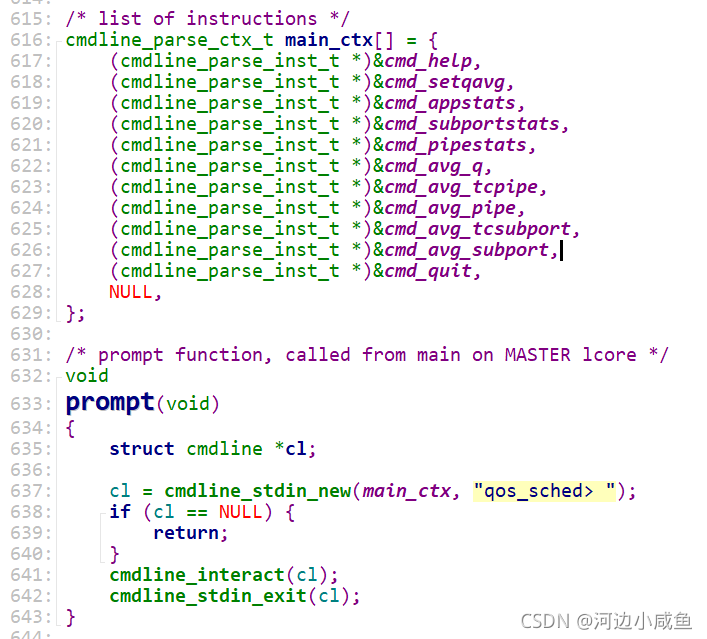 615: /* list of instructions */
616: cmdline_parse_ctx_t main_ctx[] = {
617:     (cmdline_parse_inst_t *)&cmd_help,
618:     (cmdline_parse_inst_t *)&cmd_setqavg,
619:     (cmdline_parse_inst_t *)&cmd_appstats,
620:     (cmdline_parse_inst_t *)&cmd_subportstats,
621:     (cmdline_parse_inst_t *)&cmd_pipestats,
622:     (cmdline_parse_inst_t *)&cmd_avg_q,
623:     (cmdline_parse_inst_t *)&cmd_avg_tcpipe,
624:     (cmdline_parse_inst_t *)&cmd_avg_pipe,
625:     (cmdline_parse_inst_t *)&cmd_avg_tcsubport,
626:     (cmdline_parse_inst_t *)&cmd_avg_subport,
627:     (cmdline_parse_inst_t *)&cmd_quit,
628:     NULL,
629: };
630:
631: /* prompt function, called from main on MASTER lcore */
632: void
633: prompt(void)
634: {
635:     struct cmdline *cl;
636:
637:     cl = cmdline_stdin_new(main_ctx, "qos_sched> ");
638:     if (cl == NULL) {
639:         return;
640:     }
641:     cmdline_interact(cl);
642:     cmdline_stdin_exit(cl);
643: }
CSDN @河边小咸鱼